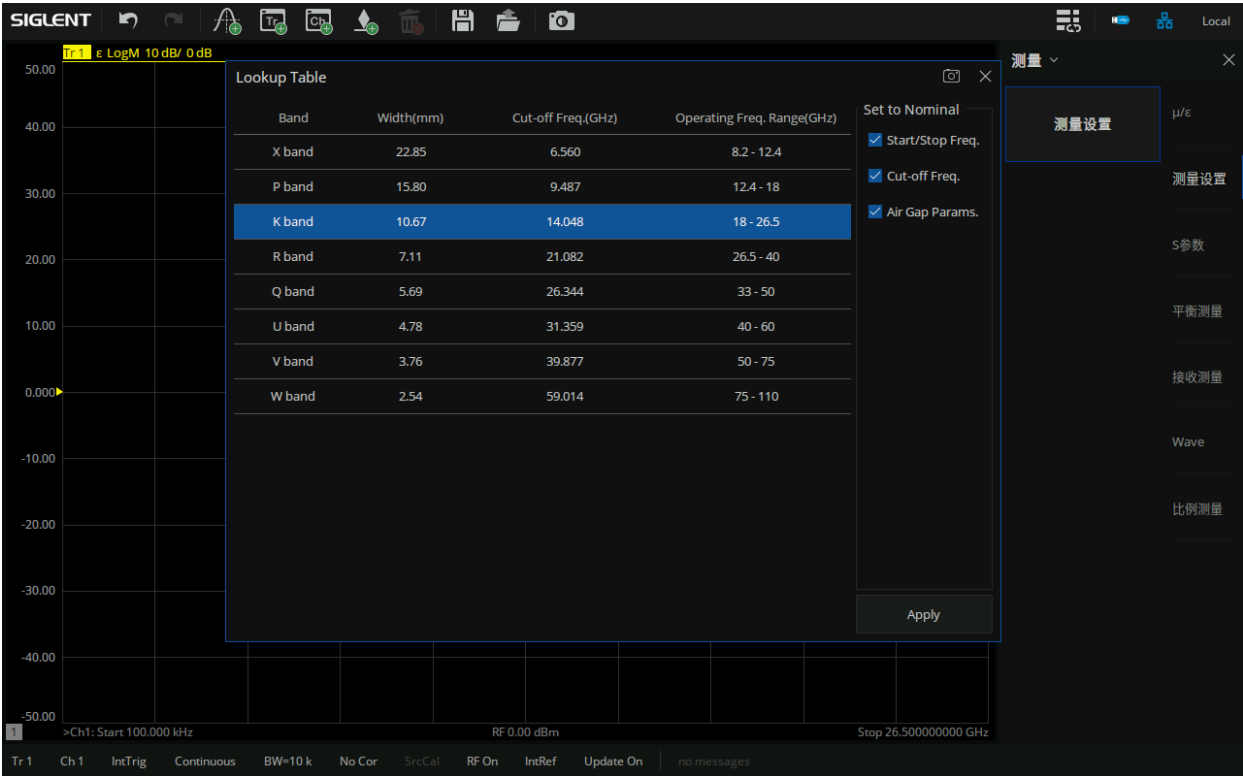 SIGLENT Tr Ch Local
Tr 1 ε LogM 10 dB/ 0 dB
50.00
40.00
30.00
20.00
10.00
0.000
-10.00
-20.00
-30.00
-40.00
-50.00
Lookup Table
Band Width(mm) Cut-off Freq.(GHz) Operating Freq. Range(GHz)
X band 22.85 6.560 8.2 - 12.4
P band 15.80 9.487 12.4 - 18
K band 10.67 14.048 18 - 26.5
R band 7.11 21.082 26.5 - 40
Q band 5.69 26.344 33 - 50
U band 4.78 31.359 40 - 60
V band 3.76 39.877 50 - 75
W band 2.54 59.014 75 - 110
Set to Nominal
Start/Stop Freq.
Cut-off Freq.
Air Gap Params.
Apply
测量
测量设置
μ/ε
测量设置
S参数
平衡测量
接收测量
Wave
比例测量
1 >Ch1: Start 100.000 kHz RF 0.00 dBm Stop 26.500000000 GHz
Tr 1 Ch 1 IntTrig Continuous BW=10 k No Cor SrcCal RF On IntRef Update On no messages